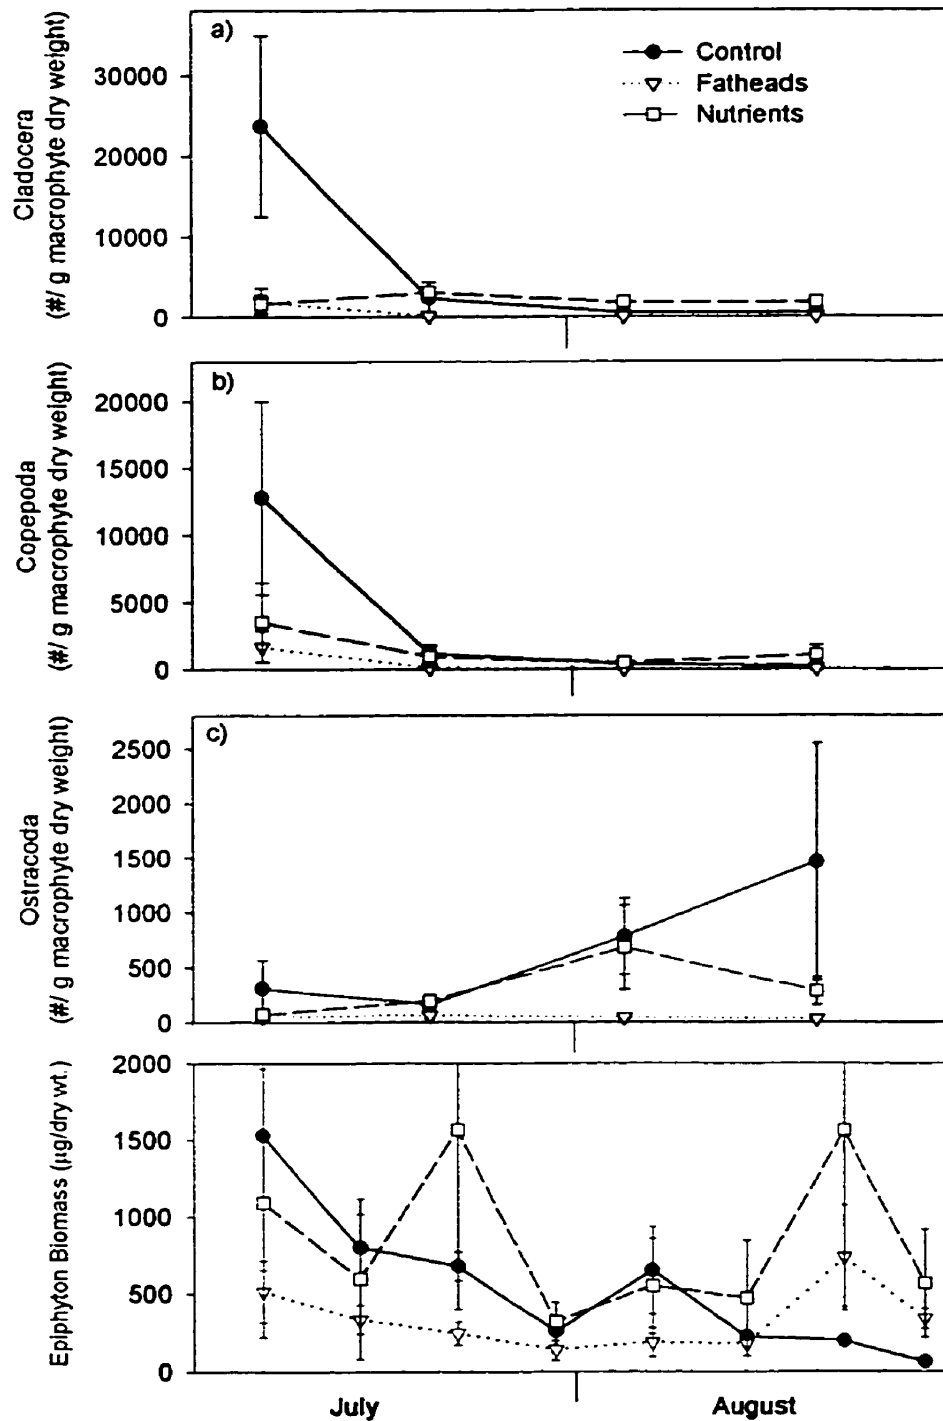 a)
Control
Fatheads
Nutrients
Cladocera
(#/ g macrophyte dry weight)
30000
20000
10000
0
b)
Copepoda
(#/ g macrophyte dry weight)
20000
15000
10000
5000
0
c)
Ostracoda
(#/ g macrophyte dry weight)
2500
2000
1500
1000
500
0
Epiphyton Biomass (µg/dry wt.)
2000
1500
1000
500
0
July
August